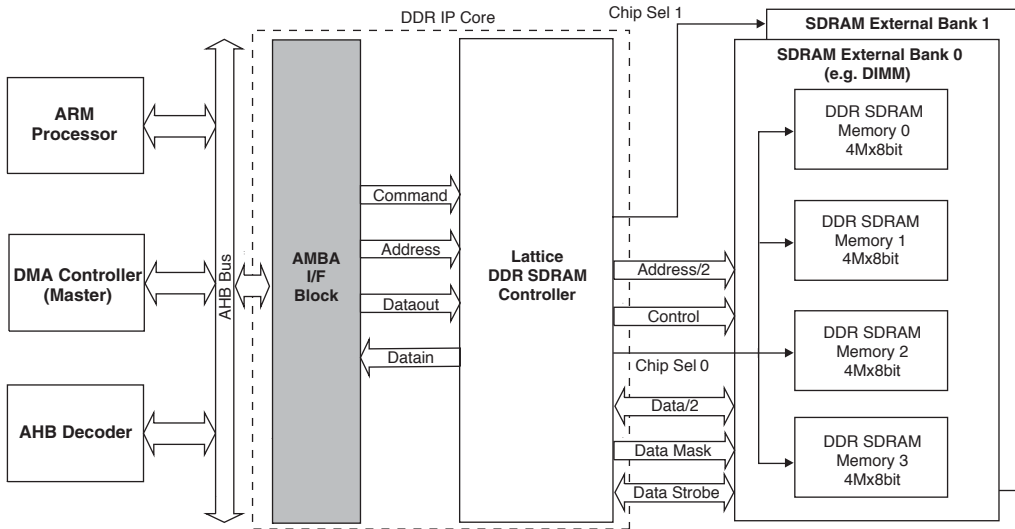 DDR IP Core
Chip Sel 1
SDRAM External Bank 1
SDRAM External Bank 0
(e.g. DIMM)
ARM
Processor
DMA Controller
(Master)
AHB Decoder
AHB Bus
AMBA
I/F
Block
Command
Address
Dataout
Datain
Lattice
DDR SDRAM
Controller
Address/2
Control
Chip Sel 0
Data/2
Data Mask
Data Strobe
DDR SDRAM
Memory 0
4Mx8bit
DDR SDRAM
Memory 1
4Mx8bit
DDR SDRAM
Memory 2
4Mx8bit
DDR SDRAM
Memory 3
4Mx8bit